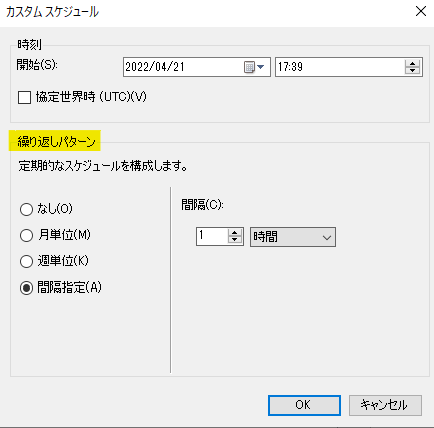 カスタム スケジュール
時刻
開始(S):
2022/04/21
17:39
協定世界時 (UTC)(V)
繰り返しパターン
定期的なスケジュールを構成します。
なし(O)
月単位(M)
週単位(K)
間隔指定(A)
間隔(C):
1
時間
OK
キャンセル